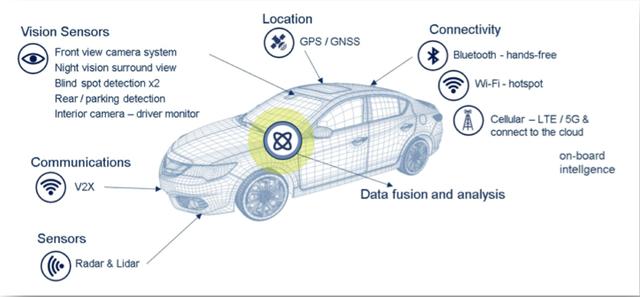 Vision Sensors
Front view camera system
Night vision surround view
Blind spot detection x2
Rear / parking detection
Interior camera – driver monitor
Location
GPS / GNSS
Connectivity
Bluetooth - hands-free
Wi-Fi - hotspot
Cellular – LTE / 5G &
connect to the cloud
on-board
intelligence
Communications
V2X
Data fusion and analysis
Sensors
Radar & Lidar